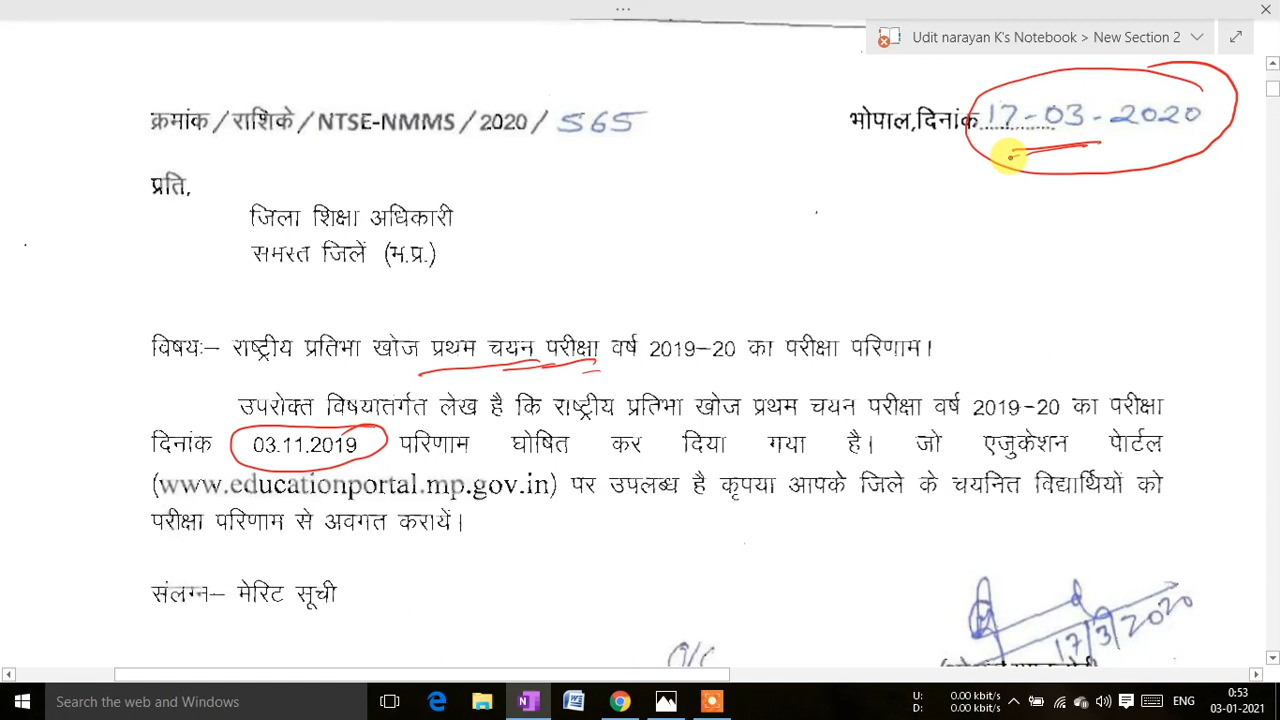 Udit narayan K's Notebook > New Section 2
क्रमांक / राशिके / NTSE-NMMS / 2020 / 565
भोपाल, दिनांक 17-03-2020
प्रति,
जिला शिक्षा अधिकारी
समस्त जिलें (म.प्र.)
विषयः– राष्ट्रीय प्रतिभा खोज प्रथम चयन परीक्षा वर्ष 2019–20 का परीक्षा परिणाम।
उपरोक्त विषयातर्गत लेख है कि राष्ट्रीय प्रतिभा खोज प्रथम चयन परीक्षा वर्ष 2019–20 का परीक्षा
दिनांक 03.11.2019 परिणाम घोषित कर दिया गया है। जो एजुकेशन पोर्टल
(www.educationportal.mp.gov.in) पर उपलब्ध है कृपया आपके जिले के चयनित विद्यार्थियों को
परीक्षा परिणाम से अवगत करायें।
संलग्न– मेरिट सूची
17/3/2020
Search the web and Windows
U: 0.00 kbit/s
D: 0.00 kbit/s
ENG
0:53
03-01-2021